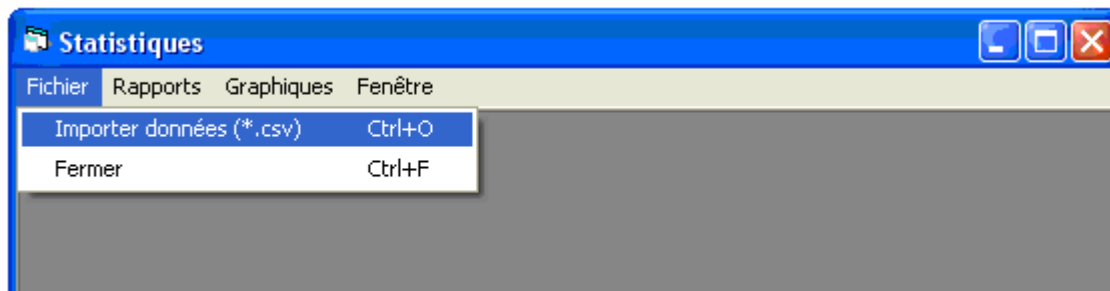 Statistiques
Fichier Rapports Graphiques Fenêtre
Importer données (*.csv) Ctrl+O
Fermer Ctrl+F